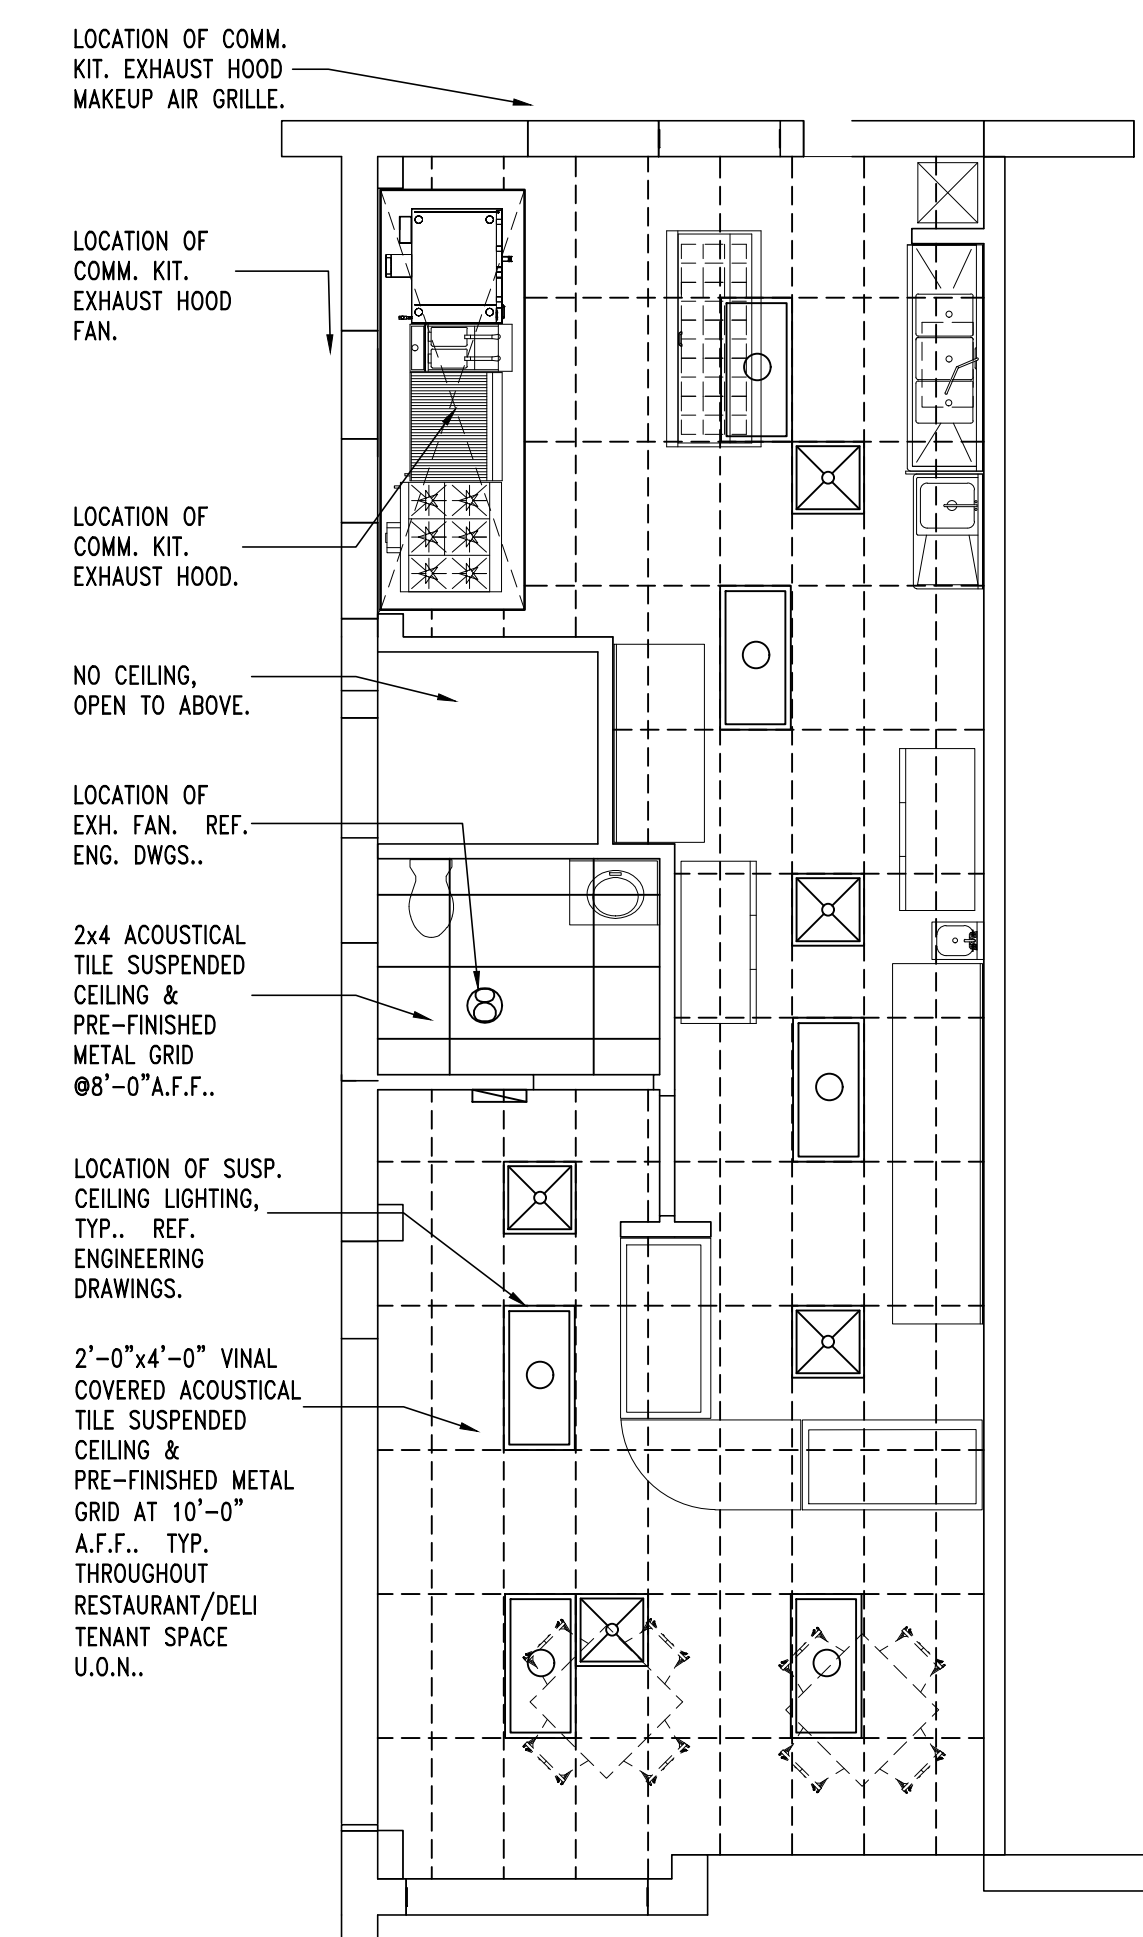 LOCATION OF COMM.
KIT. EXHAUST HOOD
MAKEUP AIR GRILLE.
LOCATION OF
COMM. KIT.
EXHAUST HOOD
FAN.
LOCATION OF
COMM. KIT.
EXHAUST HOOD.
NO CEILING,
OPEN TO ABOVE.
LOCATION OF
EXH. FAN. REF.
ENG. DWGS..
2x4 ACOUSTICAL
TILE SUSPENDED
CEILING &
PRE-FINISHED
METAL GRID
@8'-0"A.F.F..
LOCATION OF SUSP.
CEILING LIGHTING,
TYP.. REF.
ENGINEERING
DRAWINGS.
2'-0"x4'-0" VINAL
COVERED ACOUSTICAL
TILE SUSPENDED
CEILING &
PRE-FINISHED METAL
GRID AT 10'-0"
A.F.F.. TYP.
THROUGHOUT
RESTAURANT/DELI
TENANT SPACE
U.O.N..